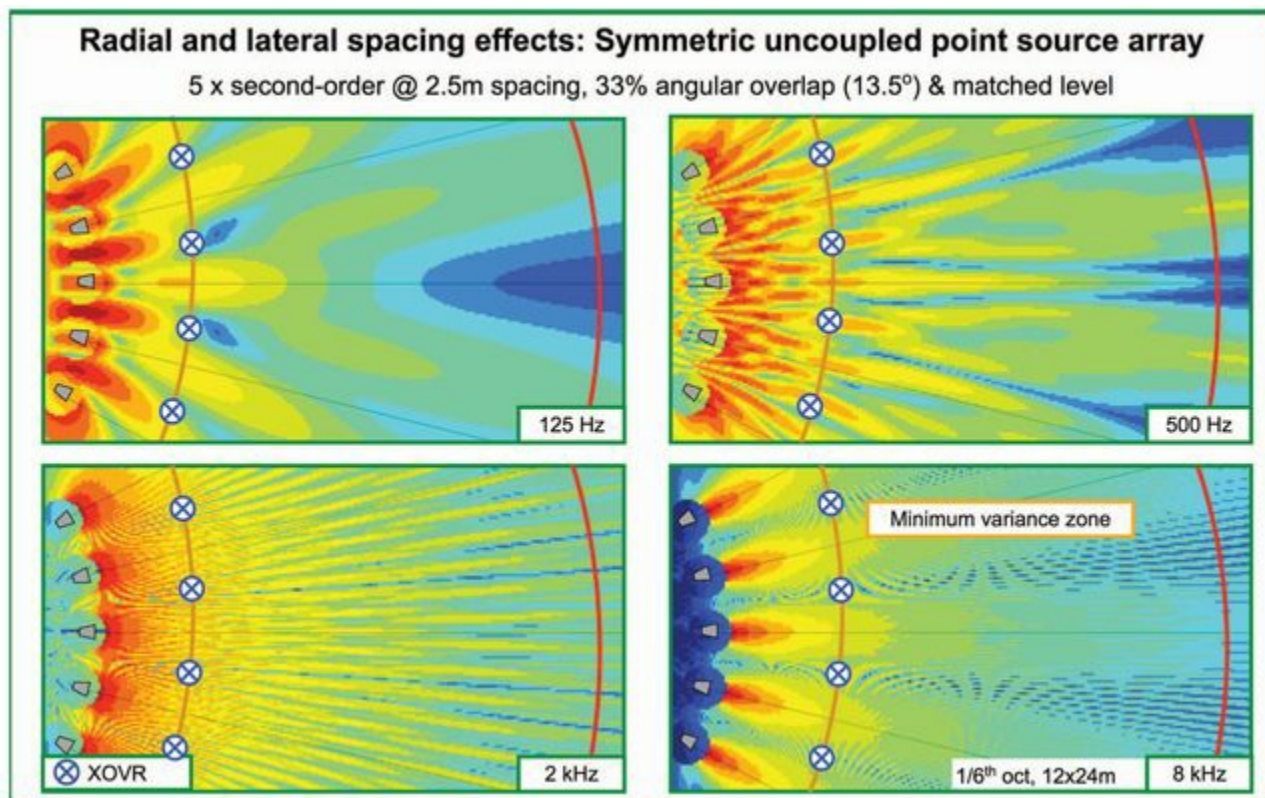 Radial and lateral spacing effects: Symmetric uncoupled point source array
5 x second-order @ 2.5m spacing, 33% angular overlap (13.5º) & matched level
125 Hz
500 Hz
XOVR
2 kHz
Minimum variance zone
1/6th oct, 12x24m
8 kHz